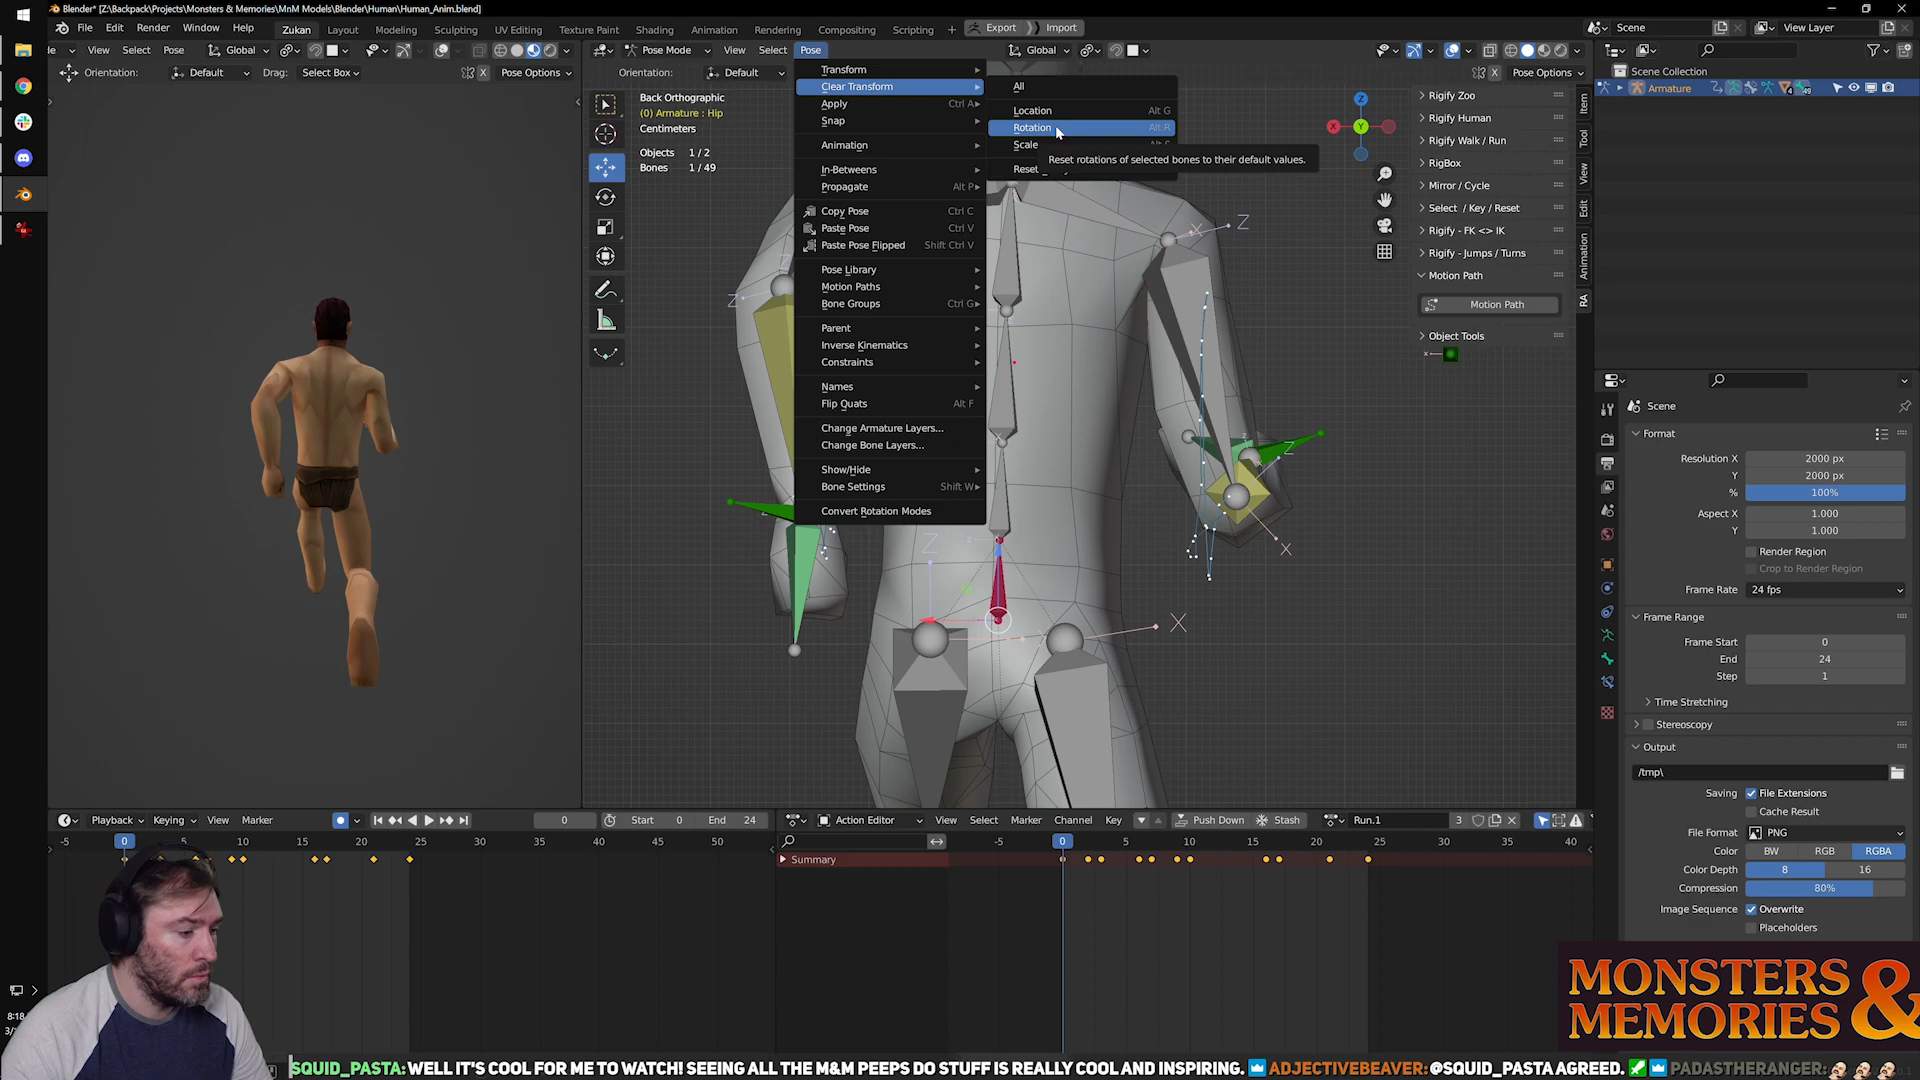 Blender* [Z:\Backpack\Projects\Monsters & Memories\MnM Models\Blender\Human\Human_Anim.blend]
File Edit Render Window Help Zukan Layout Modeling Sculpting UV Editing Texture Paint Shading Animation Rendering Compositing Scripting + Export Import Scene View Layer
View Select Pose Global Pose Mode View Select Pose Global
Orientation: Default Drag: Select Box X Pose Options Orientation: Default X Pose Options
Scene Collection
Armature
Transform
Clear Transform
Apply Ctrl A
Snap
Animation
In-Betweens
Propagate Alt P
Copy Pose Ctrl C
Paste Pose Ctrl V
Paste Pose Flipped Shift Ctrl V
Pose Library
Motion Paths
Bone Groups Ctrl G
Parent
Inverse Kinematics
Constraints
Names
Flip Quats Alt F
Change Armature Layers...
Change Bone Layers...
Show/Hide
Bone Settings Shift W
Convert Rotation Modes
All
Location Alt G
Rotation Alt R
Scale
Reset
Reset rotations of selected bones to their default values.
Back Orthographic
(0) Armature : Hip
Centimeters
Objects 1 / 2
Bones 1 / 49
Z
X
Y
Rigify Zoo
Rigify Human
Rigify Walk / Run
RigBox
Mirror / Cycle
Select / Key / Reset
Rigify - FK <> IK
Rigify - Jumps / Turns
Motion Path
Motion Path
Object Tools
Item
Tool
View
Edit
Animation
RA
Scene
Format
Resolution X 2000 px
Y 2000 px
% 100%
Aspect X 1.000
Y 1.000
Render Region
Crop to Render Region
Frame Rate 24 fps
Frame Range
Frame Start 0
End 24
Step 1
Time Stretching
Stereoscopy
Output
/tmp\
Saving File Extensions
Cache Result
File Format PNG
Color BW RGB RGBA
Color Depth 8 16
Compression 80%
Image Sequence Overwrite
Placeholders
Playback Keying View Marker 0 Start 0 End 24
-5 0 10 15 20 25 30 35 40 45 50
Action Editor View Select Marker Channel Key Push Down Stash Run.1 3
-5 0 5 10 15 20 25 30 35 40
Summary
8:18
3/
MONSTERS &
MEMORIES
SQUID_PASTA: WELL IT'S COOL FOR ME TO WATCH! SEEING ALL THE M&M PEEPS DO STUFF IS REALLY COOL AND INSPIRING. ADJECTIVEBEAVER: @SQUID_PASTA AGREED. PADASTHERANGER: